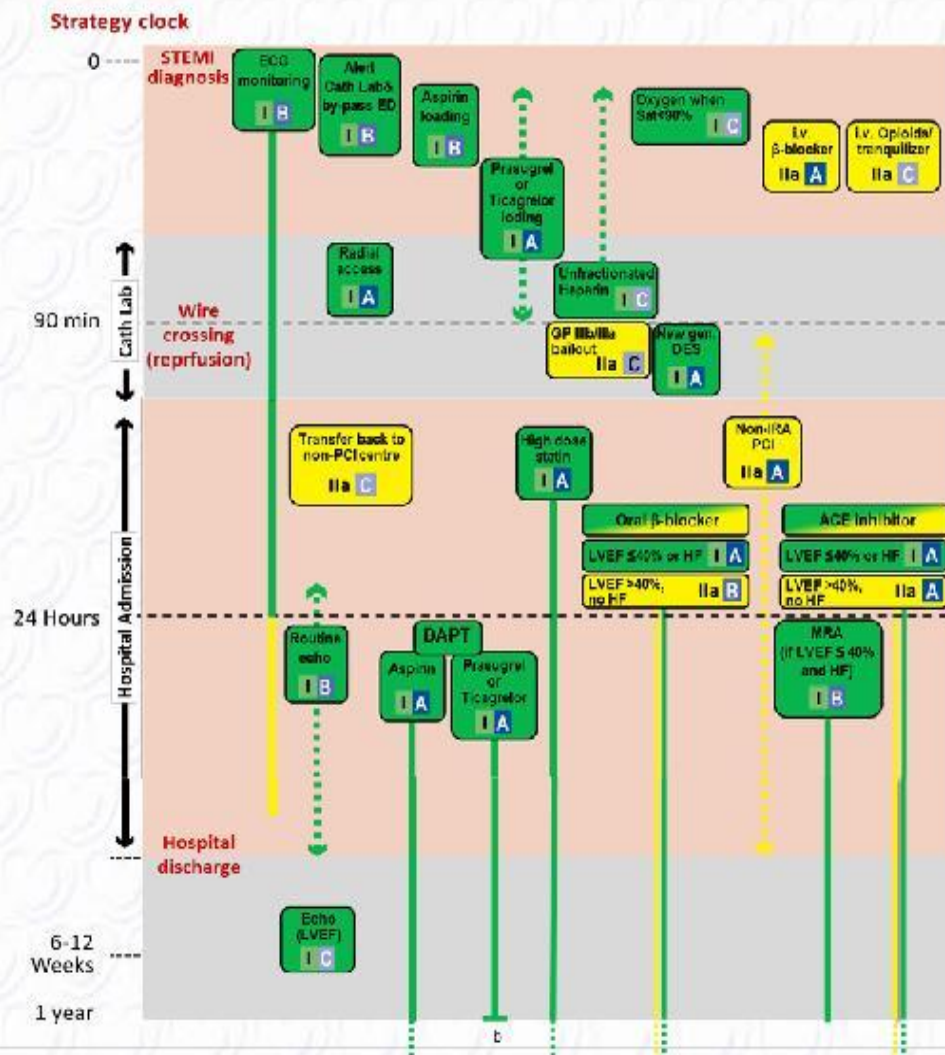 Strategy clock
0
STEMI
diagnosis
ECG
monitoring
I B
Alert
Cath Lab&
by-pass ED
I B
Aspirin
loading
I B
Prasugrel
or
Ticagrelor
loding
I A
Oxygen when
Sat<90%
I C
i.v.
β-blocker
IIa A
i.v. Opioids/
tranquilizer
IIa C
Cath Lab
Radial
access
I A
Unfractionated
Heparin
I C
90 min
Wire
crossing
(reprfusion)
GP IIb/IIIa
bailout
IIa C
New gen.
DES
I A
Hospital Admission
Transfer back to
non-PCI centre
IIa C
High dose
statin
I A
Non-IRA
PCI
IIa A
Oral β-blocker
LVEF ≤40% or HF I A
LVEF >40%,
no HF IIa B
ACE inhibitor
LVEF ≤40% or HF I A
LVEF >40%,
no HF IIa A
24 Hours
Routine
echo
I B
DAPT
Aspirin
I A
Prasugrel
or
Ticagrelor
I A
MRA
(if LVEF ≤ 40%
and HF)
I B
Hospital
discharge
Echo
(LVEF)
I C
6-12
Weeks
1 year
b